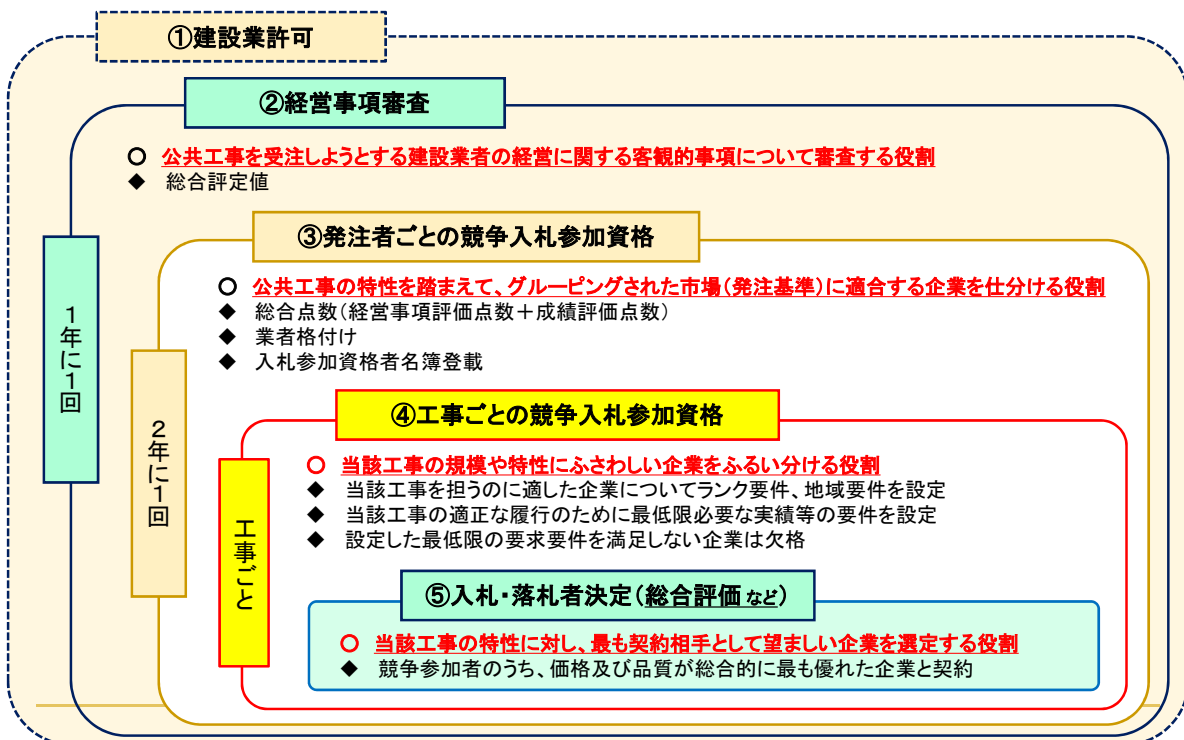 ①建設業許可
②経営事項審査
○ 公共工事を受注しようとする建設業者の経営に関する客観的事項について審査する役割
◆ 総合評定値
1年に1回
③発注者ごとの競争入札参加資格
○ 公共工事の特性を踏まえて、グルーピングされた市場（発注基準）に適合する企業を仕分ける役割
◆ 総合点数（経営事項評価点数＋成績評価点数）
◆ 業者格付け
◆ 入札参加資格者名簿登載
2年に1回
④工事ごとの競争入札参加資格
○ 当該工事の規模や特性にふさわしい企業をふるい分ける役割
◆ 当該工事を担うのに適した企業についてランク要件、地域要件を設定
◆ 当該工事の適正な履行のために最低限必要な実績等の要件を設定
◆ 設定した最低限の要求要件を満足しない企業は欠格
工事ごと
⑤入札・落札者決定（総合評価など）
○ 当該工事の特性に対し、最も契約相手として望ましい企業を選定する役割
◆ 競争参加者のうち、価格及び品質が総合的に最も優れた企業と契約